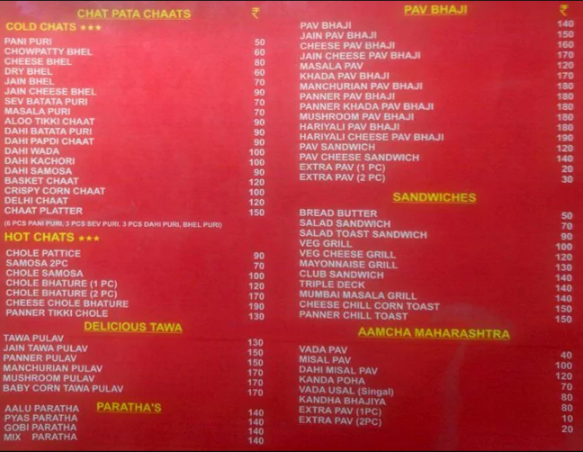 CHAT PATA CHAATS ₹
COLD CHATS ★★★
PANI PURI 50
CHOWPATTY BHEL 60
CHEESE BHEL 80
DRY BHEL 60
JAIN BHEL 70
JAIN CHEESE BHEL 90
SEV BATATA PURI 70
MASALA PURI 70
ALOO TIKKI CHAAT 90
DAHI BATATA PURI 90
DAHI PAPDI CHAAT 90
DAHI WADA 100
DAHI KACHORI 100
DAHI SAMOSA 90
BASKET CHAAT 120
CRISPY CORN CHAAT 100
DELHI CHAAT 120
CHAAT PLATTER 150
(6 PCS PANI PURI, 3 PCS SEV PURI, 3 PCS DAHI PURI, BHEL PURI)
HOT CHATS ★★★
CHOLE PATTICE 90
SAMOSA 2PC 70
CHOLE SAMOSA 100
CHOLE BHATURE (1 PC) 120
CHOLE BHATURE (2 PC) 170
CHEESE CHOLE BHATURE 190
PANNER TIKKI CHOLE 130
DELICIOUS TAWA
TAWA PULAV 130
JAIN TAWA PULAV 150
PANNER PULAV 150
MANCHURIAN PULAV 170
MUSHROOM PULAV 170
BABY CORN TAWA PULAV 170
PARATHA'S
AALU PARATHA 140
PYAS PARATHA 140
GOBI PARATHA 140
MIX PARATHA 140
PAV BHAJI ₹
PAV BHAJI 140
JAIN PAV BHAJI 150
CHEESE PAV BHAJI 160
JAIN CHEESE PAV BHAJI 170
MASALA PAV 120
KHADA PAV BHAJI 170
MANCHURIAN PAV BHAJI 180
PANNER PAV BHAJI 180
PANNER KHADA PAV BHAJI 180
MUSHROOM PAV BHAJI 180
HARIYALI PAV BHAJI 180
HARIYALI CHEESE PAV BHAJI 190
PAV SANDWICH 120
PAV CHEESE SANDWICH 140
EXTRA PAV (1 PC) 20
EXTRA PAV (2 PC) 30
SANDWICHES
BREAD BUTTER 50
SALAD SANDWICH 70
SALAD TOAST SANDWICH 90
VEG GRILL 100
VEG CHEESE GRILL 120
MAYONNAISE GRILL 130
CLUB SANDWICH 120
TRIPLE DECK 140
MUMBAI MASALA GRILL 140
CHEESE CHILL CORN TOAST 150
PANNER CHILL TOAST 150
AAMCHA MAHARASHTRA
VADA PAV 40
MISAL PAV 100
DAHI MISAL PAV 120
KANDA POHA 70
VADA USAL (Singal) 80
KANDHA BHAJIYA 80
EXTRA PAV (1PC) 10
EXTRA PAV (2PC) 20